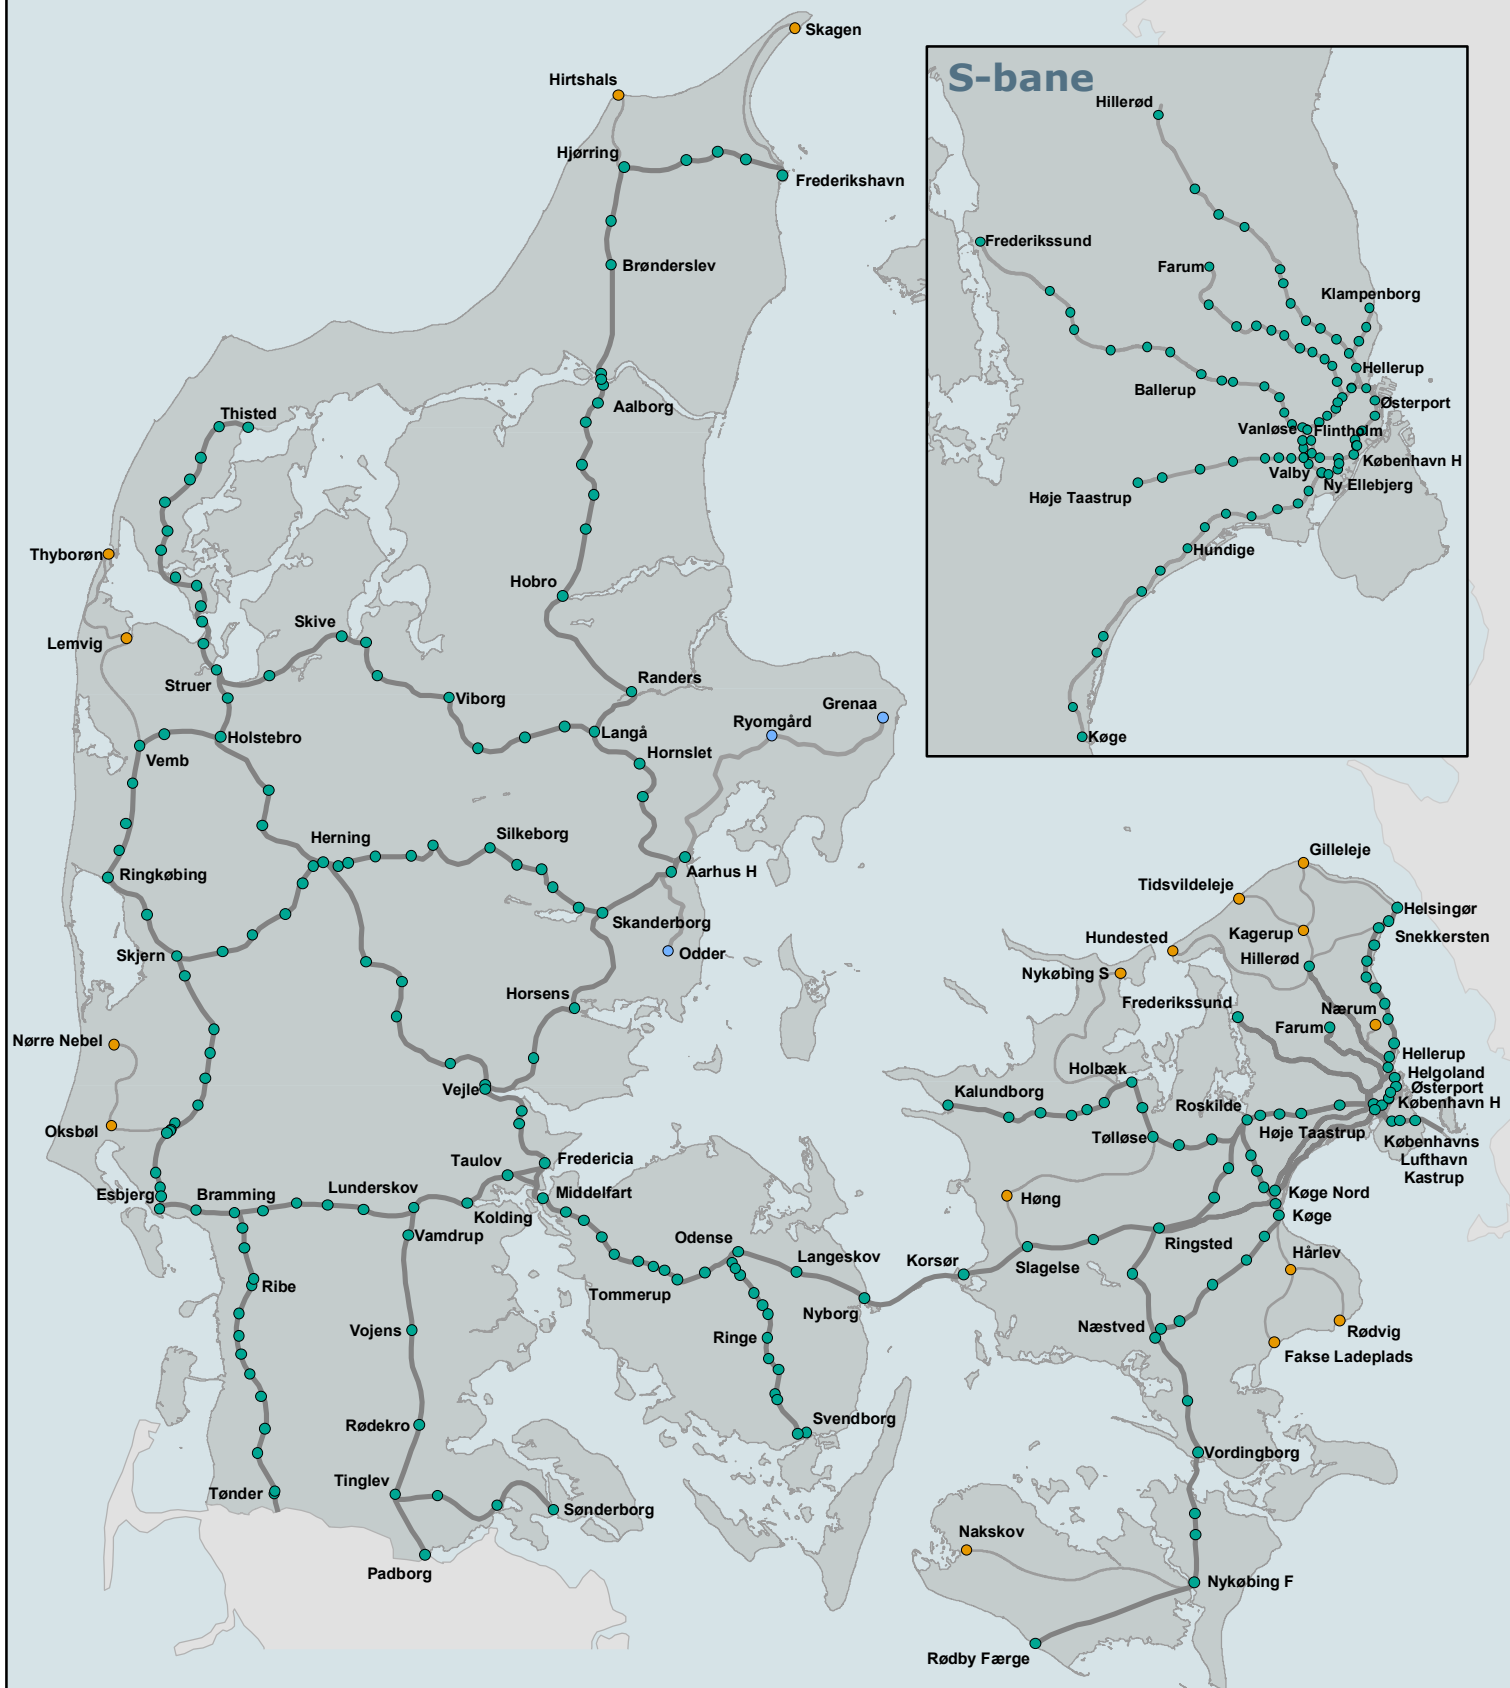 Skagen
Hirtshals
Hjørring
Frederikshavn
Brønderslev
Aalborg
Thisted
Thyborøn
Hobro
Lemvig
Skive
Struer
Viborg
Randers
Grenaa
Ryomgård
Langå
Holstebro
Vemb
Hornslet
Herning
Silkeborg
Aarhus H
Ringkøbing
Skanderborg
Skjern
Odder
Horsens
Nørre Nebel
Vejle
Oksbøl
Taulov
Fredericia
Esbjerg
Bramming
Lunderskov
Middelfart
Kolding
Vamdrup
Odense
Langeskov
Korsør
Ribe
Tommerup
Nyborg
Vojens
Ringe
Rødekro
Svendborg
Tinglev
Tønder
Sønderborg
Padborg
S-bane
Hillerød
Frederikssund
Farum
Klampenborg
Hellerup
Ballerup
Østerport
Vanløse
Flintholm
København H
Valby
Ny Ellebjerg
Høje Taastrup
Hundige
Køge
Gilleleje
Tidsvildeleje
Helsingør
Kagerup
Snekkersten
Hundested
Hillerød
Nykøbing S
Frederikssund
Nærum
Farum
Hellerup
Holbæk
Helgoland
Kalundborg
Østerport
Roskilde
København H
Tølløse
Høje Taastrup
Københavns
Lufthavn
Kastrup
Høng
Køge Nord
Køge
Ringsted
Hårlev
Slagelse
Næstved
Rødvig
Fakse Ladeplads
Vordingborg
Nakskov
Nykøbing F
Rødby Færge